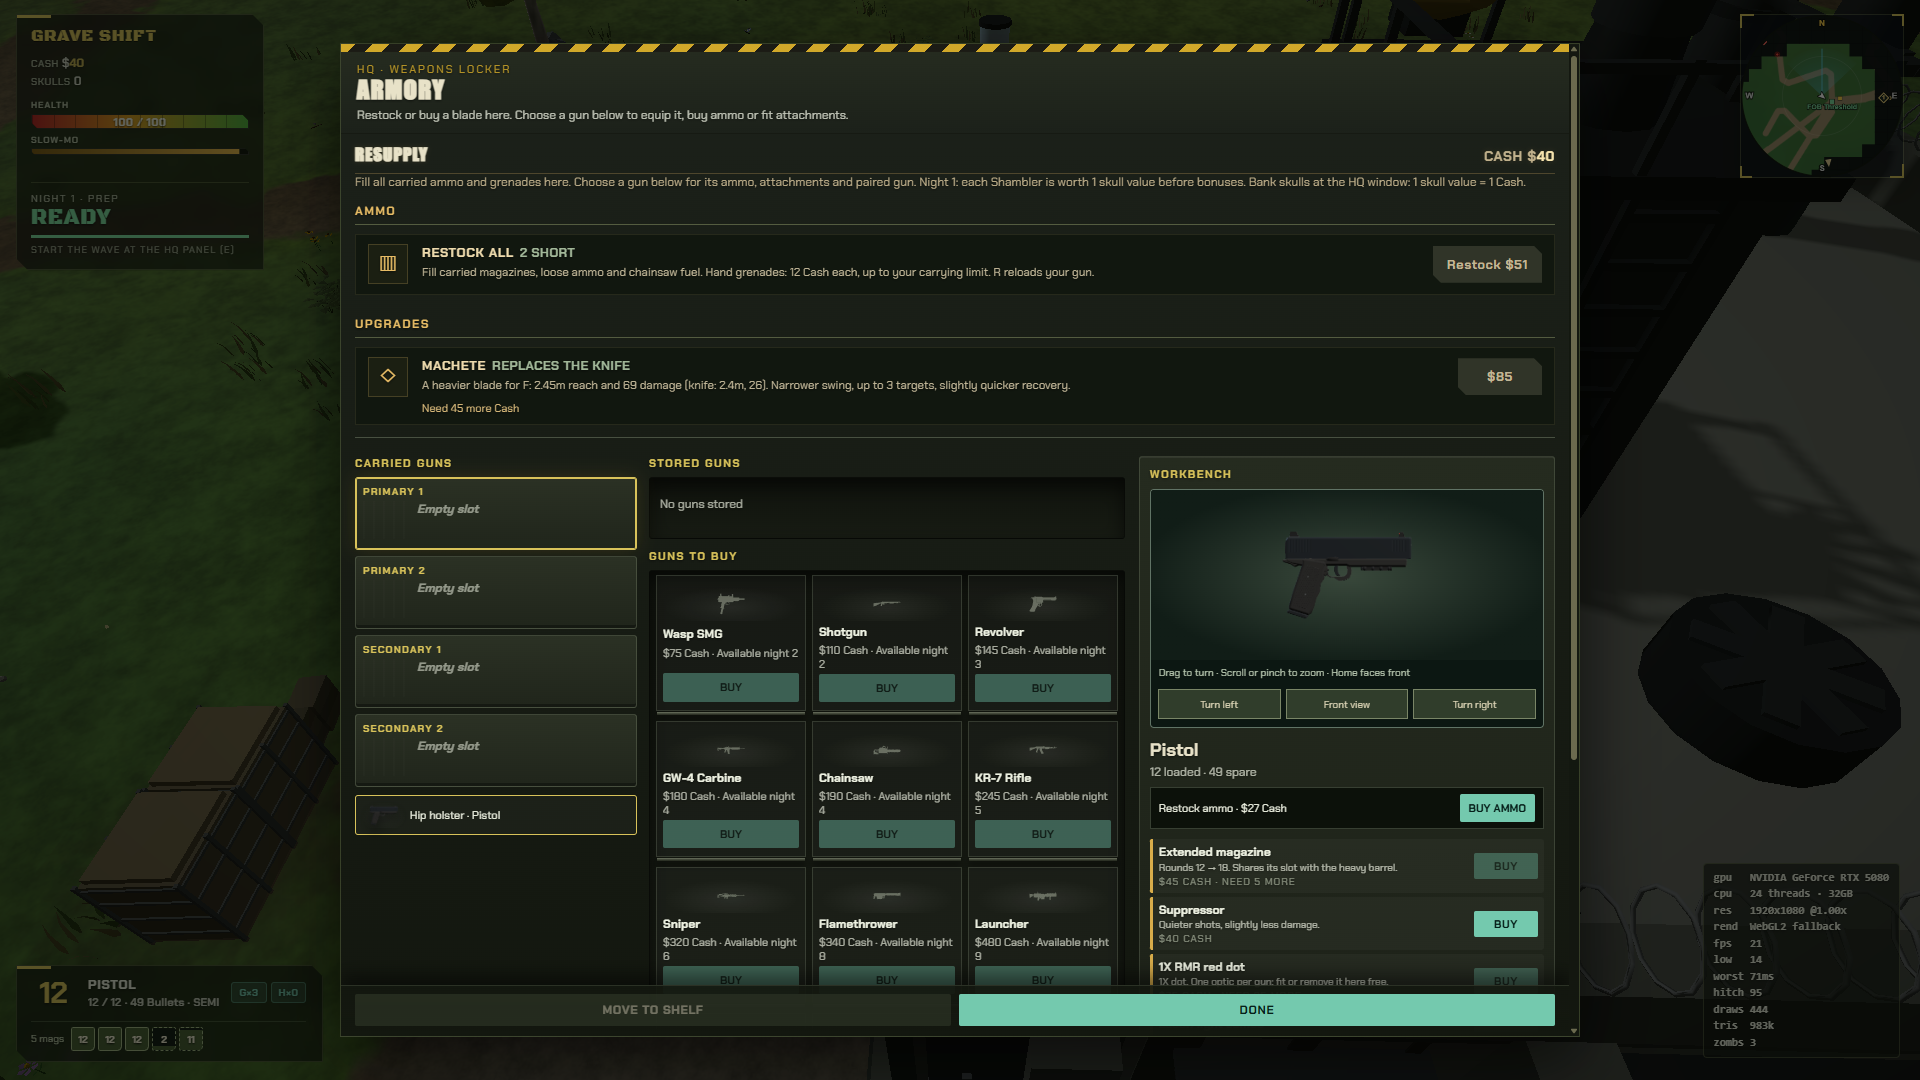 GRAVE SHIFT
CASH $40
SKULLS 0
HEALTH
100 / 100
SLOW-MO
NIGHT 1 · PREP
READY
START THE WAVE AT THE HQ PANEL (E)
HQ · WEAPONS LOCKER
ARMORY
Restock or buy a blade here. Choose a gun below to equip it, buy ammo or fit attachments.
RESUPPLY
CASH $40
Fill all carried ammo and grenades here. Choose a gun below for its ammo, attachments and paired gun. Night 1: each Shambler is worth 1 skull value before bonuses. Bank skulls at the HQ window: 1 skull value = 1 Cash.
AMMO
RESTOCK ALL 2 SHORT
Fill carried magazines, loose ammo and chainsaw fuel. Hand grenades: 12 Cash each, up to your carrying limit. R reloads your gun.
Restock $51
UPGRADES
MACHETE REPLACES THE KNIFE
A heavier blade for F: 2.45m reach and 69 damage (knife: 2.4m, 26). Narrower swing, up to 3 targets, slightly quicker recovery.
Need 45 more Cash
$85
CARRIED GUNS
PRIMARY 1
Empty slot
PRIMARY 2
Empty slot
SECONDARY 1
Empty slot
SECONDARY 2
Empty slot
Hip holster · Pistol
STORED GUNS
No guns stored
GUNS TO BUY
Wasp SMG
$75 Cash · Available night 2
BUY
Shotgun
$110 Cash · Available night
2
BUY
Revolver
$145 Cash · Available night
3
BUY
GW-4 Carbine
$180 Cash · Available night
4
BUY
Chainsaw
$190 Cash · Available night
4
BUY
KR-7 Rifle
$245 Cash · Available night
5
BUY
Sniper
$320 Cash · Available night
6
BUY
Flamethrower
$340 Cash · Available night
8
BUY
Launcher
$480 Cash · Available night
9
BUY
WORKBENCH
Drag to turn · Scroll or pinch to zoom · Home faces front
Turn left
Front view
Turn right
Pistol
12 loaded · 49 spare
Restock ammo · $27 Cash
BUY AMMO
Extended magazine
Rounds 12 → 18. Shares its slot with the heavy barrel.
$45 CASH · NEED 5 MORE
BUY
Suppressor
Quieter shots, slightly less damage.
$40 CASH
BUY
1X RMR red dot
1X dot. One optic per gun; fit or remove it here free.
BUY
MOVE TO SHELF
DONE
N
W
E
S
FOB Threshold
12
PISTOL
12 / 12 · 49 Bullets · SEMI
G×3
H×0
5 mags 12 12 12 2 11
gpu NVIDIA GeForce RTX 5080
cpu 24 threads · 32GB
res 1920x1080 @1.00x
rend WebGL2 fallback
fps 21
low 14
worst 71ms
hitch 95
draws 444
tris 983k
zombs 3